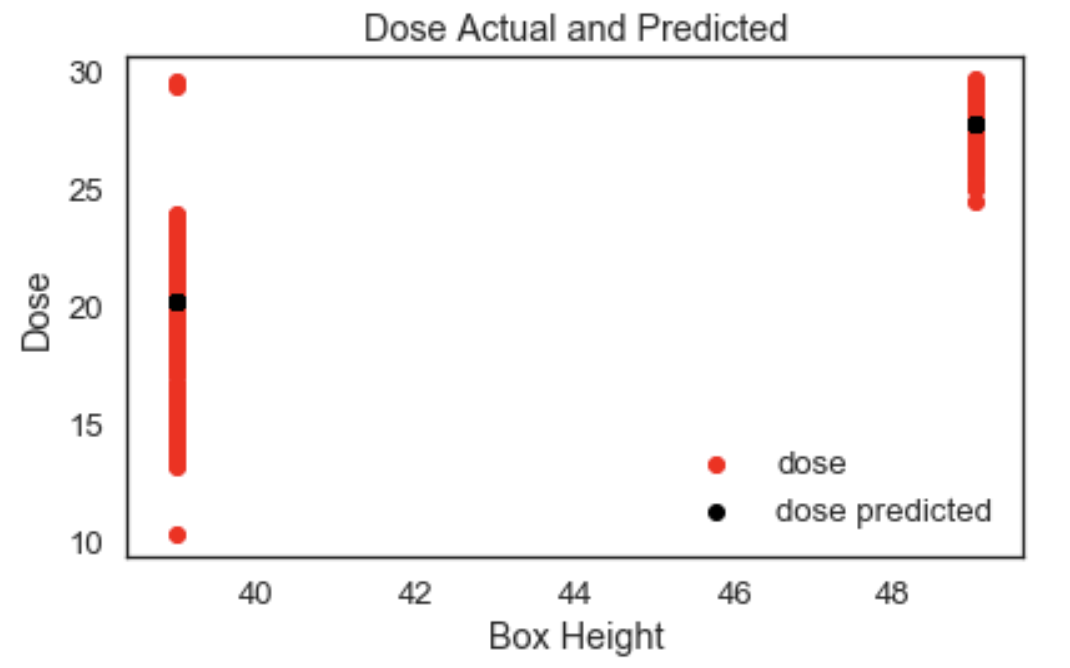 Dose Actual and Predicted
30
25
20
15
10
Dose
dose
dose predicted
40 42 44 46 48
Box Height